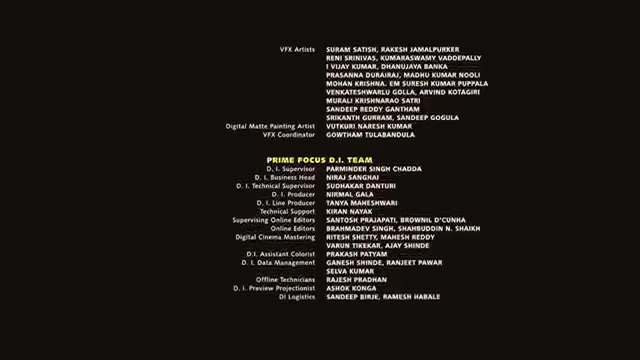 VFX Artists SURAM SATISH, RAKESH JAMALPURKER
RENI SRINIVAS, KUMARASWAMY VADDEPALLY
I VIJAY KUMAR, DHANUJAYA BANKA
PRASANNA DURAIRAJ, MADHU KUMAR NOOLI
MOHAN KRISHNA. EM SURESH KUMAR PUPPALA
VENKATESHWARLU GOLLA, ARVIND KOTAGIRI
MURALI KRISHNARAO SATRI
SANDEEP REDDY GANTHAM
SRIKANTH GURRAM, SANDEEP GOGULA
Digital Matte Painting Artist VUTKURI NARESH KUMAR
VFX Coordinator GOWTHAM TULABANDULA
PRIME FOCUS D.I. TEAM
D. I. Supervisor PARMINDER SINGH CHADDA
D. I. Business Head NIRAJ SANGHAI
D. I. Technical Supervisor SUDHAKAR DANTURI
D. I. Producer NIRMAL GALA
D. I. Line Producer TANYA MAHESHWARI
Technical Support KIRAN NAYAK
Supervising Online Editors SANTOSH PRAJAPATI, BROWNIL D'CUNHA
Online Editors BRAHMADEV SINGH, SHAHBUDDIN N. SHAIKH
Digital Cinema Mastering RITESH SHETTY, MAHESH REDDY
VARUN TIKEKAR, AJAY SHINDE
D.I. Assistant Colorist PRAKASH PATYAM
D. I. Data Management GANESH SHINDE, RANJEET PAWAR
SELVA KUMAR
Offline Technicians RAJESH PRADHAN
D. I. Preview Projectionist ASHOK KONGA
DI Logistics SANDEEP BIRJE, RAMESH HABALE